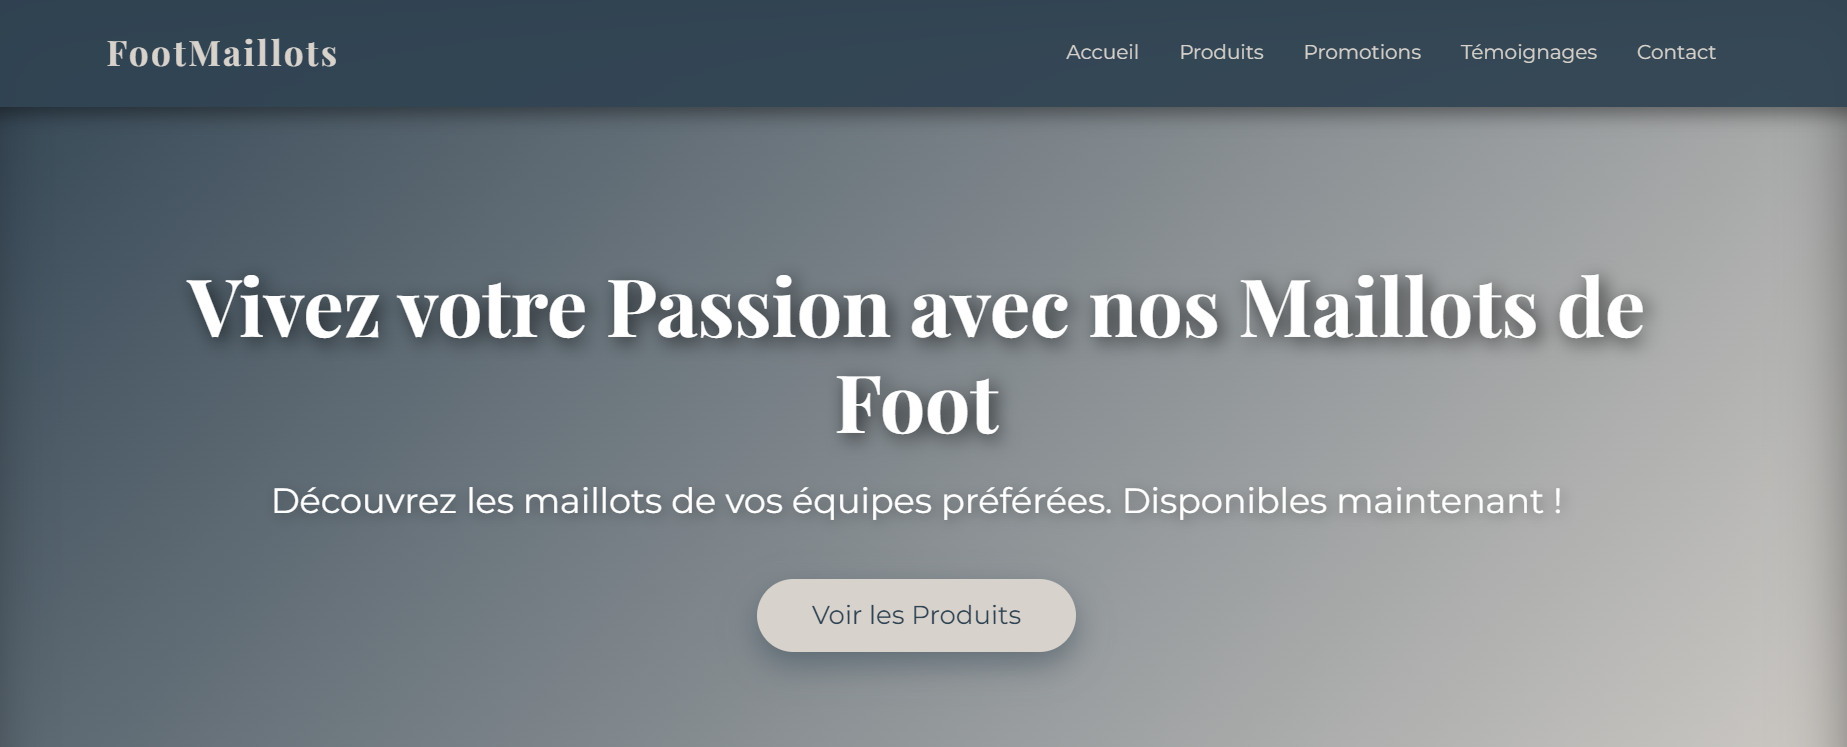 FootMaillots
Accueil Produits Promotions Témoignages Contact
Vivez votre Passion avec nos Maillots de
Foot
Découvrez les maillots de vos équipes préférées. Disponibles maintenant !
Voir les Produits